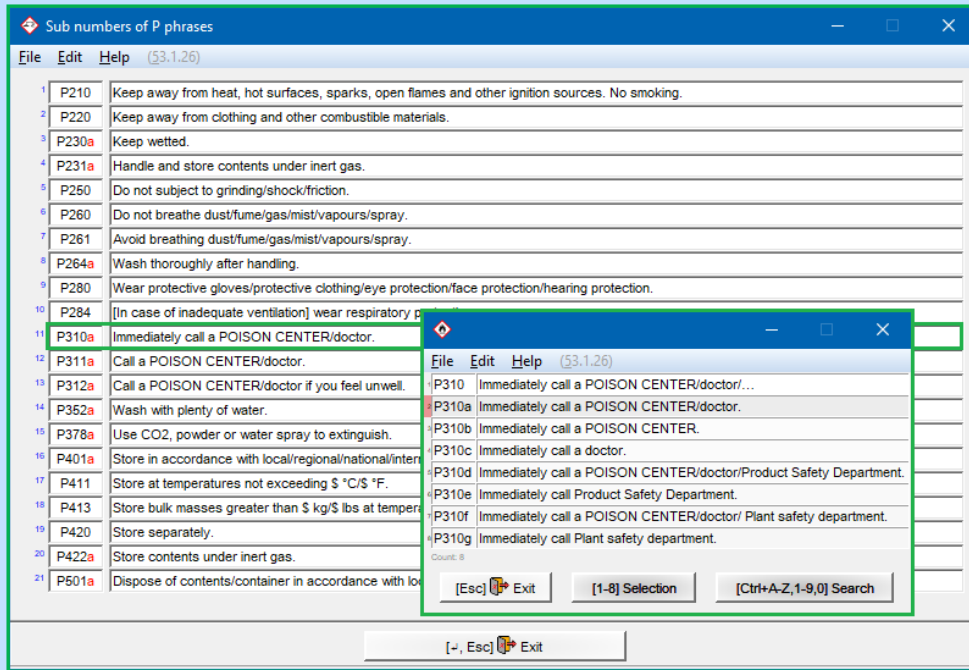 Sub numbers of P phrases
File Edit Help (53.1.26)
1 P210 Keep away from heat, hot surfaces, sparks, open flames and other ignition sources. No smoking.
2 P220 Keep away from clothing and other combustible materials.
3 P230a Keep wetted.
4 P231a Handle and store contents under inert gas.
5 P250 Do not subject to grinding/shock/friction.
6 P260 Do not breathe dust/fume/gas/mist/vapours/spray.
7 P261 Avoid breathing dust/fume/gas/mist/vapours/spray.
8 P264a Wash thoroughly after handling.
9 P280 Wear protective gloves/protective clothing/eye protection/face protection/hearing protection.
10 P284 [In case of inadequate ventilation] wear respiratory
11 P310a Immediately call a POISON CENTER/doctor.
12 P311a Call a POISON CENTER/doctor.
13 P312a Call a POISON CENTER/doctor if you feel unwell.
14 P352a Wash with plenty of water.
15 P378a Use CO2, powder or water spray to extinguish.
16 P401a Store in accordance with local/regional/national/
17 P411 Store at temperatures not exceeding $ °C/$ °F.
18 P413 Store bulk masses greater than $ kg/$ lbs at
19 P420 Store separately.
20 P422a Store contents under inert gas.
21 P501a Dispose of contents/container in accordance with
[↵, Esc] Exit
File Edit Help (53.1.26)
1 P310 Immediately call a POISON CENTER/doctor/…
2 P310a Immediately call a POISON CENTER/doctor.
3 P310b Immediately call a POISON CENTER.
4 P310c Immediately call a doctor.
5 P310d Immediately call a POISON CENTER/doctor/Product Safety Department.
6 P310e Immediately call Product Safety Department.
7 P310f Immediately call a POISON CENTER/doctor/ Plant safety department.
8 P310g Immediately call Plant safety department.
Count: 8
[Esc] Exit [1-8] Selection [Ctrl+A-Z,1-9,0] Search